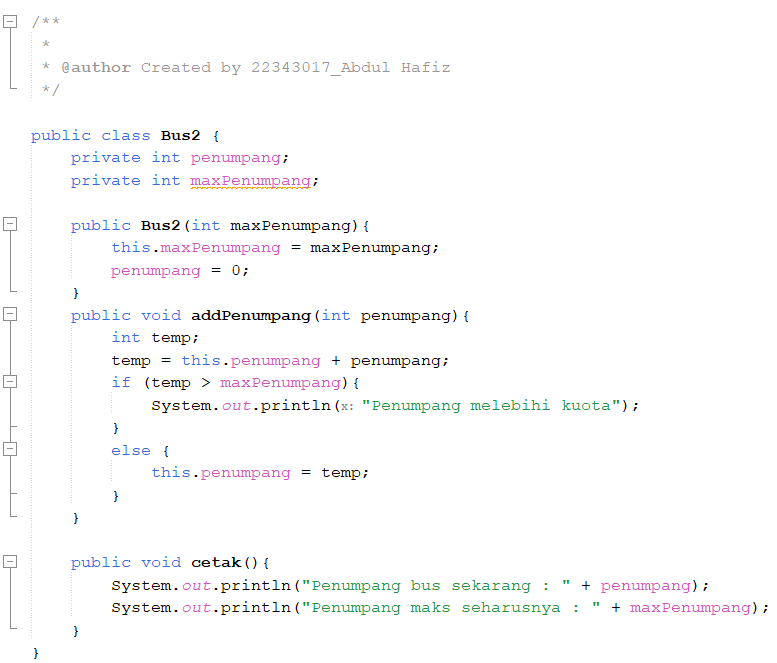 /**
 *
 * @author Created by 22343017_Abdul Hafiz
 */
public class Bus2 {
    private int penumpang;
    private int maxPenumpang;
    public Bus2(int maxPenumpang){
        this.maxPenumpang = maxPenumpang;
        penumpang = 0;
    }
    public void addPenumpang(int penumpang){
        int temp;
        temp = this.penumpang + penumpang;
        if (temp > maxPenumpang){
            System.out.println(x: "Penumpang melebihi kuota");
        }
        else {
            this.penumpang = temp;
        }
    }
    public void cetak(){
        System.out.println("Penumpang bus sekarang : " + penumpang);
        System.out.println("Penumpang maks seharusnya : " + maxPenumpang);
    }
}